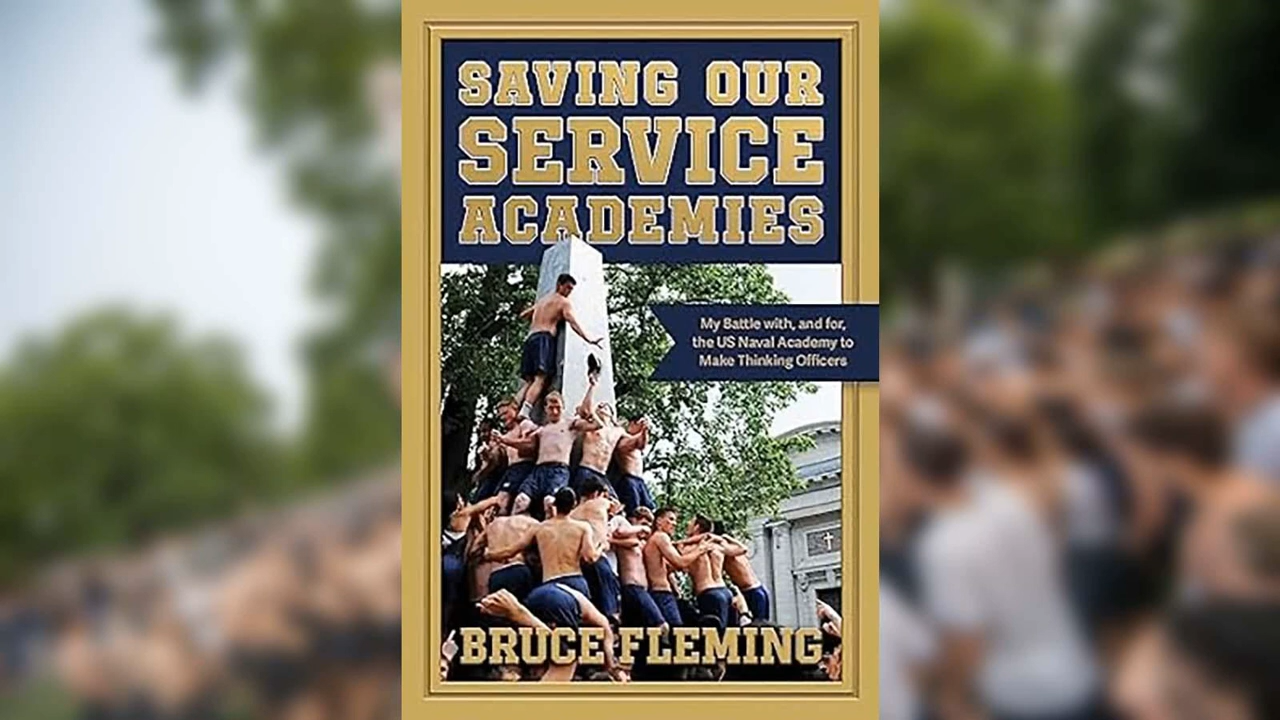 SAVING OUR
SERVICE
ACADEMIES
My Battle with, and for,
the US Naval Academy to
Make Thinking Officers
BRUCE FLEMING